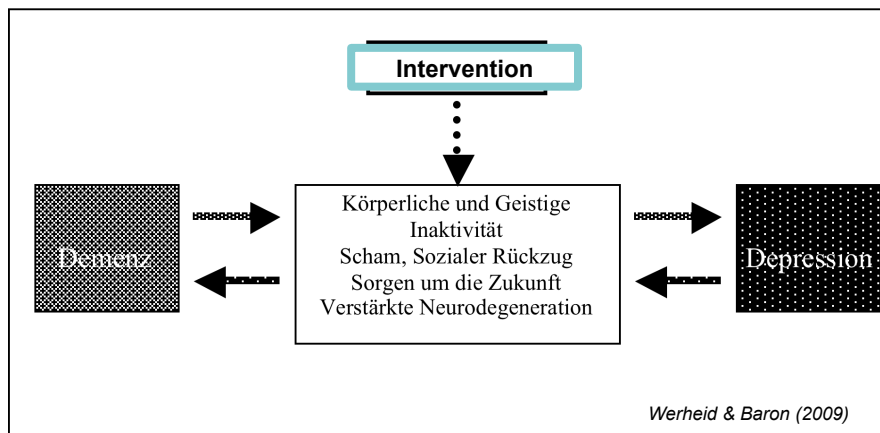 Intervention
Demenz
Körperliche und Geistige
Inaktivität
Scham, Sozialer Rückzug
Sorgen um die Zukunft
Verstärkte Neurodegeneration
Depression
Werheid & Baron (2009)